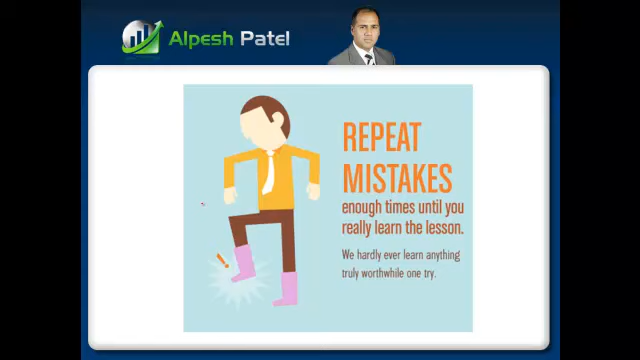 Alpesh Patel
REPEAT
MISTAKES
enough times until you
really learn the lesson.
We hardly ever learn anything
truly worthwhile one try.